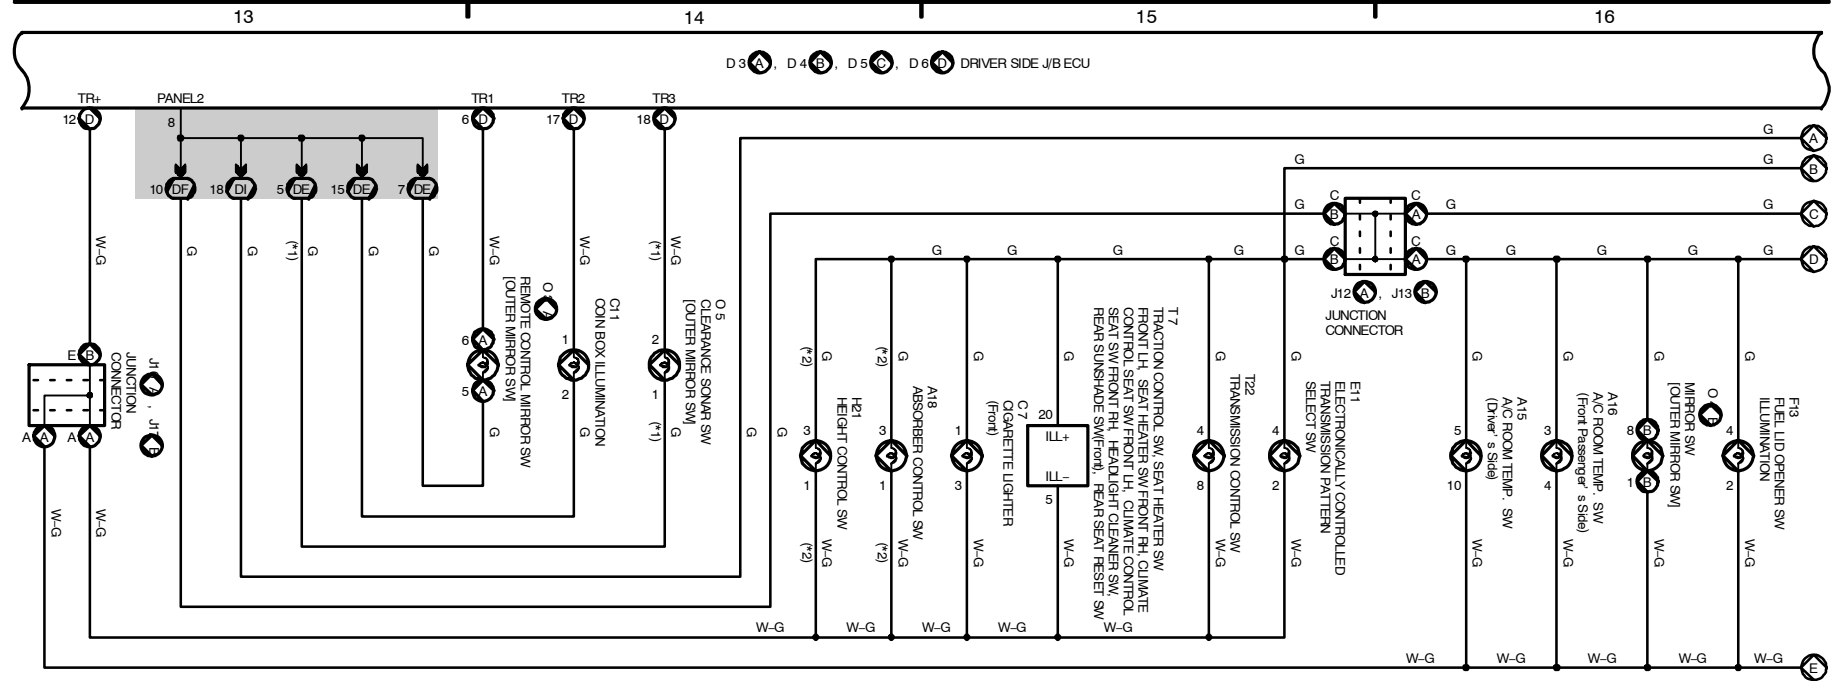 13 14 15 16
D 3 A , D 4 B , D 5 C , D 6 D DRIVER SIDE J/B ECU
TR+ PANEL2 TR1 TR2 TR3
12 D 8 6 D 17 D 18 D
G G A
G G B
10 DF 18 DI 5 DE 15 DE 7 DE
C B C A G G G C
W–G G G (*1) G G W–G W–G W–G (*1)
G G G G G C B C A G G G G D
J12 A , J13 B
JUNCTION
CONNECTOR
E B
A A A A
JUNCTION
CONNECTOR
6 A
5 A
REMOTE CONTROL MIRROR SW
[OUTER MIRROR SW]
1
2
C11
COIN BOX ILLUMINATION
2
1
O 5
CLEARANCE SONAR SW
[OUTER MIRROR SW]
G G G (*1) G G
G (*2) G (*2) G G G G G G G G
3
1
H21
HEIGHT CONTROL SW
3
1
A18
ABSORBER CONTROL SW
1
3
C 7
CIGARETTE LIGHTER
(Front)
20
ILL+
ILL–
5
T 7
TRACTION CONTROL SW, SEAT HEATER SW
FRONT LH, SEAT HEATER SW FRONT RH, CLIMATE
CONTROL SEAT SW FRONT LH, CLIMATE CONTROL
SEAT SW FRONT RH, HEADLIGHT CLEANER SW,
REAR SUNSHADE SW(Front), REAR SEAT RESET SW
4
8
T22
TRANSMISSION CONTROL SW
4
2
E11
ELECTRONICALLY CONTROLLED
TRANSMISSION PATTERN
SELECT SW
5
10
A15
A/C ROOM TEMP. SW
(Driver' s Side)
3
4
A16
A/C ROOM TEMP. SW
(Front Passenger' s Side)
8 B
1 B
MIRROR SW
[OUTER MIRROR SW]
4
2
F13
FUEL LID OPENER SW
ILLUMINATION
W–G W–G W–G (*2) W–G (*2) W–G W–G W–G W–G W–G W–G W–G W–G
W–G W–G W–G W–G W–G
W–G W–G W–G W–G W–G E